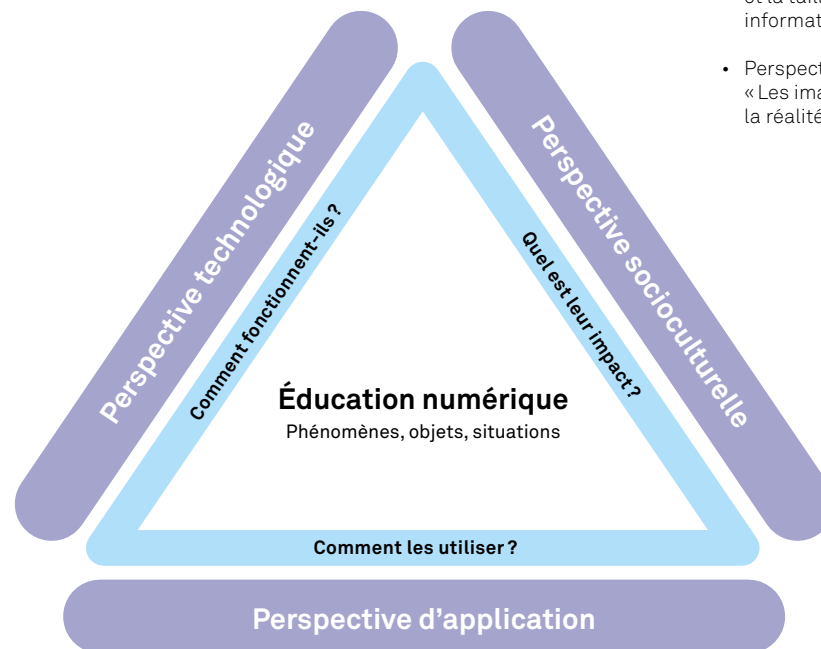 informat
• Perspect
«Les ima
la réalité
Perspective technologique
Comment fonctionnent-ils ?
Perspective socioculturelle
Quel est leur impact ?
Éducation numérique
Phénomènes, objets, situations
Comment les utiliser ?
Perspective d’application